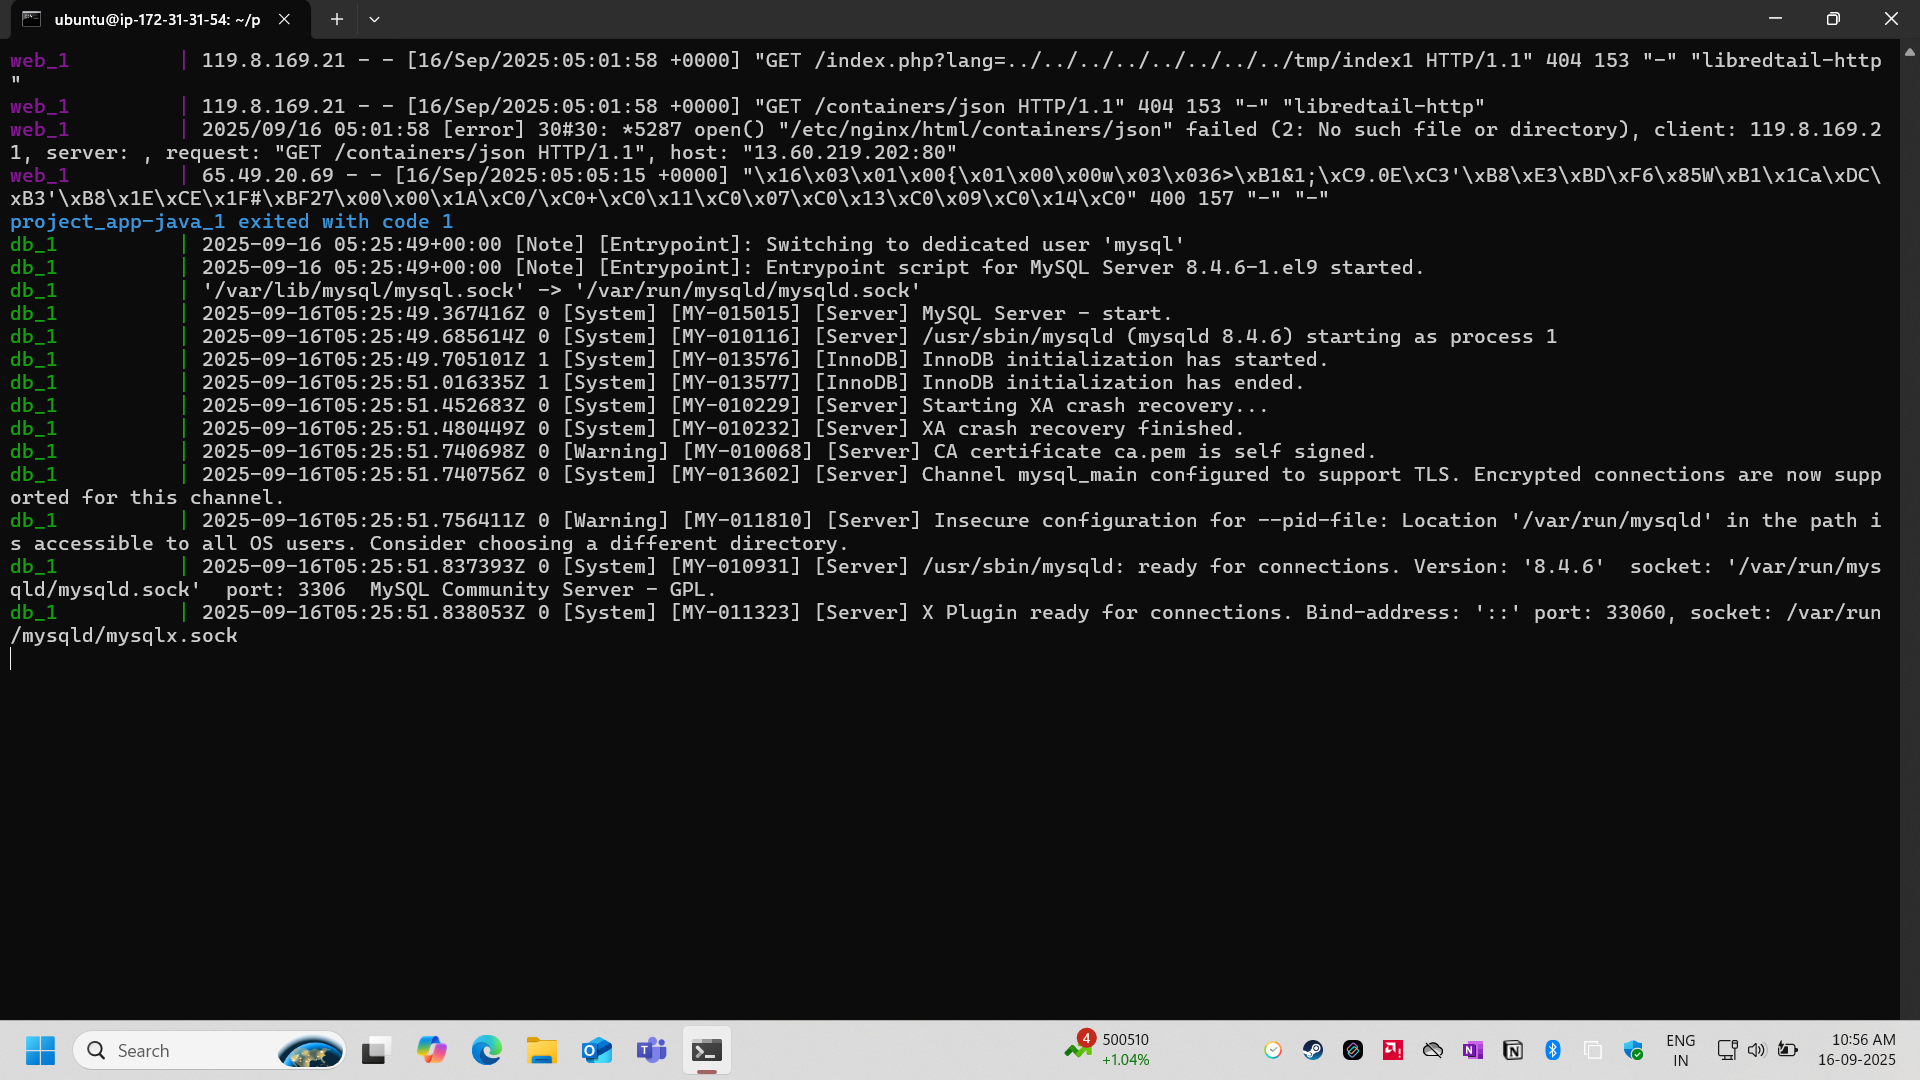 ubuntu@ip-172-31-31-54: ~/p
web_1 | 119.8.169.21 - - [16/Sep/2025:05:01:58 +0000] "GET /index.php?lang=../../../../../../../../tmp/index1 HTTP/1.1" 404 153 "-" "libredtail-http
"
web_1 | 119.8.169.21 - - [16/Sep/2025:05:01:58 +0000] "GET /containers/json HTTP/1.1" 404 153 "-" "libredtail-http"
web_1 | 2025/09/16 05:01:58 [error] 30#30: *5287 open() "/etc/nginx/html/containers/json" failed (2: No such file or directory), client: 119.8.169.2
1, server: , request: "GET /containers/json HTTP/1.1", host: "13.60.219.202:80"
web_1 | 65.49.20.69 - - [16/Sep/2025:05:05:15 +0000] "\x16\x03\x01\x00{\x01\x00\x00w\x03\x036>\xB1&1;\xC9.0E\xC3'\xB8\xE3\xBD\xF6\x85W\xB1\x1Ca\xDC\
xB3'\xB8\x1E\xCE\x1F#\xBF27\x00\x00\x1A\xC0/\xC0+\xC0\x11\xC0\x07\xC0\x13\xC0\x09\xC0\x14\xC0" 400 157 "-" "-"
project_app-java_1 exited with code 1
db_1 | 2025-09-16 05:25:49+00:00 [Note] [Entrypoint]: Switching to dedicated user 'mysql'
db_1 | 2025-09-16 05:25:49+00:00 [Note] [Entrypoint]: Entrypoint script for MySQL Server 8.4.6-1.el9 started.
db_1 | '/var/lib/mysql/mysql.sock' -> '/var/run/mysqld/mysqld.sock'
db_1 | 2025-09-16T05:25:49.367416Z 0 [System] [MY-015015] [Server] MySQL Server - start.
db_1 | 2025-09-16T05:25:49.685614Z 0 [System] [MY-010116] [Server] /usr/sbin/mysqld (mysqld 8.4.6) starting as process 1
db_1 | 2025-09-16T05:25:49.705101Z 1 [System] [MY-013576] [InnoDB] InnoDB initialization has started.
db_1 | 2025-09-16T05:25:51.016335Z 1 [System] [MY-013577] [InnoDB] InnoDB initialization has ended.
db_1 | 2025-09-16T05:25:51.452683Z 0 [System] [MY-010229] [Server] Starting XA crash recovery...
db_1 | 2025-09-16T05:25:51.480449Z 0 [System] [MY-010232] [Server] XA crash recovery finished.
db_1 | 2025-09-16T05:25:51.740698Z 0 [Warning] [MY-010068] [Server] CA certificate ca.pem is self signed.
db_1 | 2025-09-16T05:25:51.740756Z 0 [System] [MY-013602] [Server] Channel mysql_main configured to support TLS. Encrypted connections are now supp
orted for this channel.
db_1 | 2025-09-16T05:25:51.756411Z 0 [Warning] [MY-011810] [Server] Insecure configuration for --pid-file: Location '/var/run/mysqld' in the path i
s accessible to all OS users. Consider choosing a different directory.
db_1 | 2025-09-16T05:25:51.837393Z 0 [System] [MY-010931] [Server] /usr/sbin/mysqld: ready for connections. Version: '8.4.6'  socket: '/var/run/mys
qld/mysqld.sock'  port: 3306  MySQL Community Server - GPL.
db_1 | 2025-09-16T05:25:51.838053Z 0 [System] [MY-011323] [Server] X Plugin ready for connections. Bind-address: '::' port: 33060, socket: /var/run
/mysqld/mysqlx.sock
Search
4
500510
+1.04%
ENG
IN
10:56 AM
16-09-2025